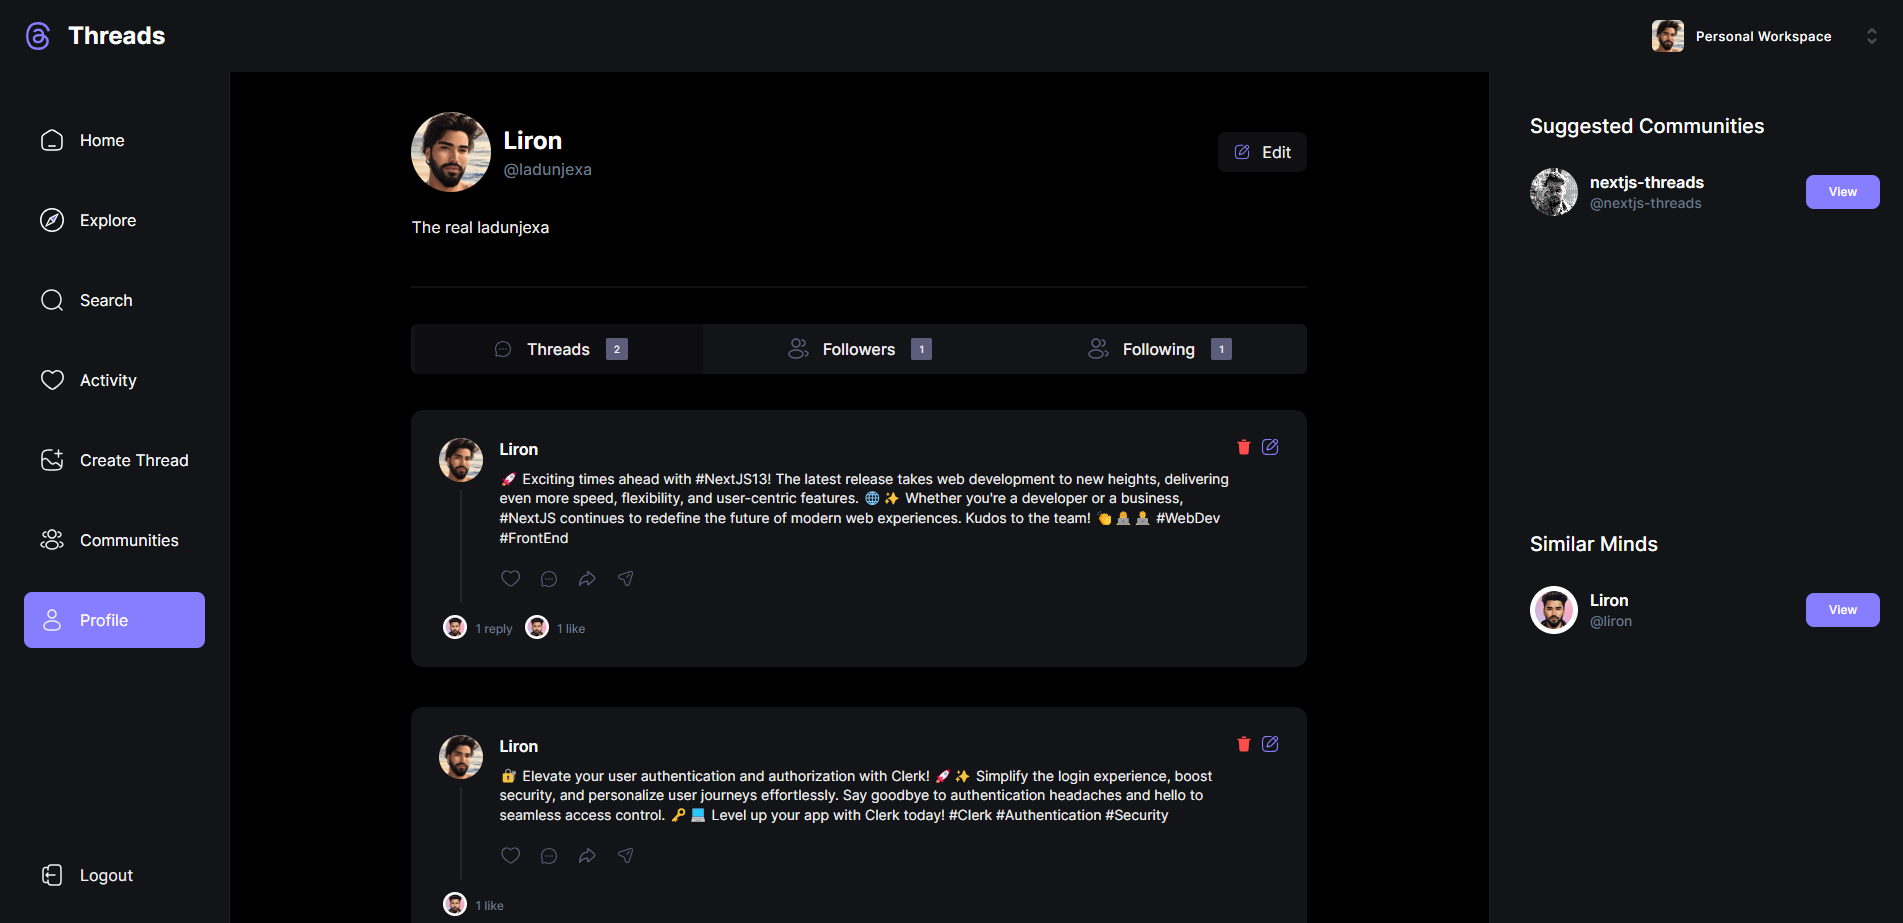 Threads
Personal Workspace
Home
Explore
Search
Activity
Create Thread
Communities
Profile
Logout
Liron
@ladunjexa
Edit
The real ladunjexa
Threads 2
Followers 1
Following 1
Liron
🚀 Exciting times ahead with #NextJS13! The latest release takes web development to new heights, delivering
even more speed, flexibility, and user-centric features. 🌐✨ Whether you're a developer or a business,
#NextJS continues to redefine the future of modern web experiences. Kudos to the team! 👏👩‍💻👨‍💻 #WebDev
#FrontEnd
1 reply
1 like
Liron
🔐 Elevate your user authentication and authorization with Clerk! 🚀✨ Simplify the login experience, boost
security, and personalize user journeys effortlessly. Say goodbye to authentication headaches and hello to
seamless access control. 🔑💻 Level up your app with Clerk today! #Clerk #Authentication #Security
1 like
Suggested Communities
nextjs-threads
@nextjs-threads
View
Similar Minds
Liron
@liron
View